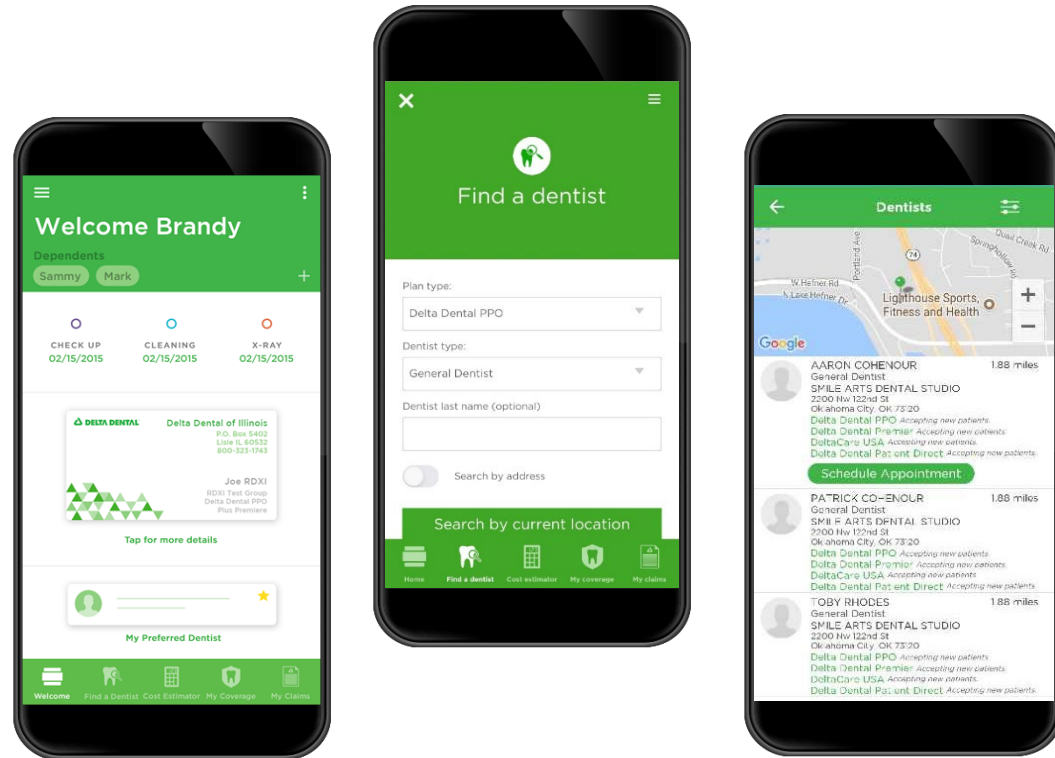 Welcome Brandy
Dependents
Sammy Mark +
CHECK UP CLEANING X-RAY
02/15/2015 02/15/2015 02/15/2015
DELTA DENTAL Delta Dental of Illinois
P.O. Box 5402
Lisle IL 60532
800-323-1743
Joe RDXI
RDXI Test Group
Delta Dental PPO
Plus Premiere
Tap for more details
My Preferred Dentist
Welcome Find a Dentist Cost Estimator My Coverage My Claims
Find a dentist
Plan type:
Delta Dental PPO
Dentist type:
General Dentist
Dentist last name (optional)
Search by address
Search by current location
Home Find a dentist Cost estimator My coverage My claims
Dentists
Quail Creek Rd
Springhollow Rd
Portland Ave
74
W Hefner Rd
N Lake Hefner Dr
Lighthouse Sports,
Fitness and Health
+
−
Google
AARON COHENOUR 1.88 miles
General Dentist
SMILE ARTS DENTAL STUDIO
2200 Nw 122nd St
Oklahoma City, OK 73120
Delta Dental PPO Accepting new patients.
Delta Dental Premier Accepting new patients.
DeltaCare USA Accepting new patients.
Delta Dental Patient Direct Accepting new patients.
Schedule Appointment
PATRICK COHENOUR 1.88 miles
General Dentist
SMILE ARTS DENTAL STUDIO
2200 Nw 122nd St
Oklahoma City, OK 73120
Delta Dental PPO Accepting new patients.
Delta Dental Premier Accepting new patients.
DeltaCare USA Accepting new patients.
Delta Dental Patient Direct Accepting new patients.
TOBY RHODES 1.88 miles
General Dentist
SMILE ARTS DENTAL STUDIO
2200 Nw 122nd St
Oklahoma City, OK 73120
Delta Dental PPO Accepting new patients.
Delta Dental Premier Accepting new patients.
DeltaCare USA Accepting new patients.
Delta Dental Patient Direct Accepting new patients.